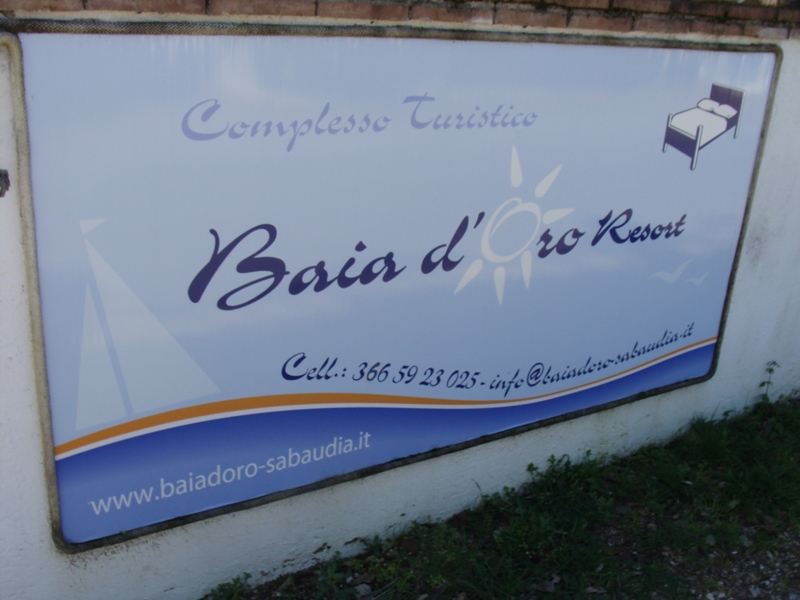 Complesso Turistico
Baia d'Oro Resort
Cell.: 366 59 23 025 - info@baiadoro-sabaudia.it
www.baiadoro-sabaudia.it